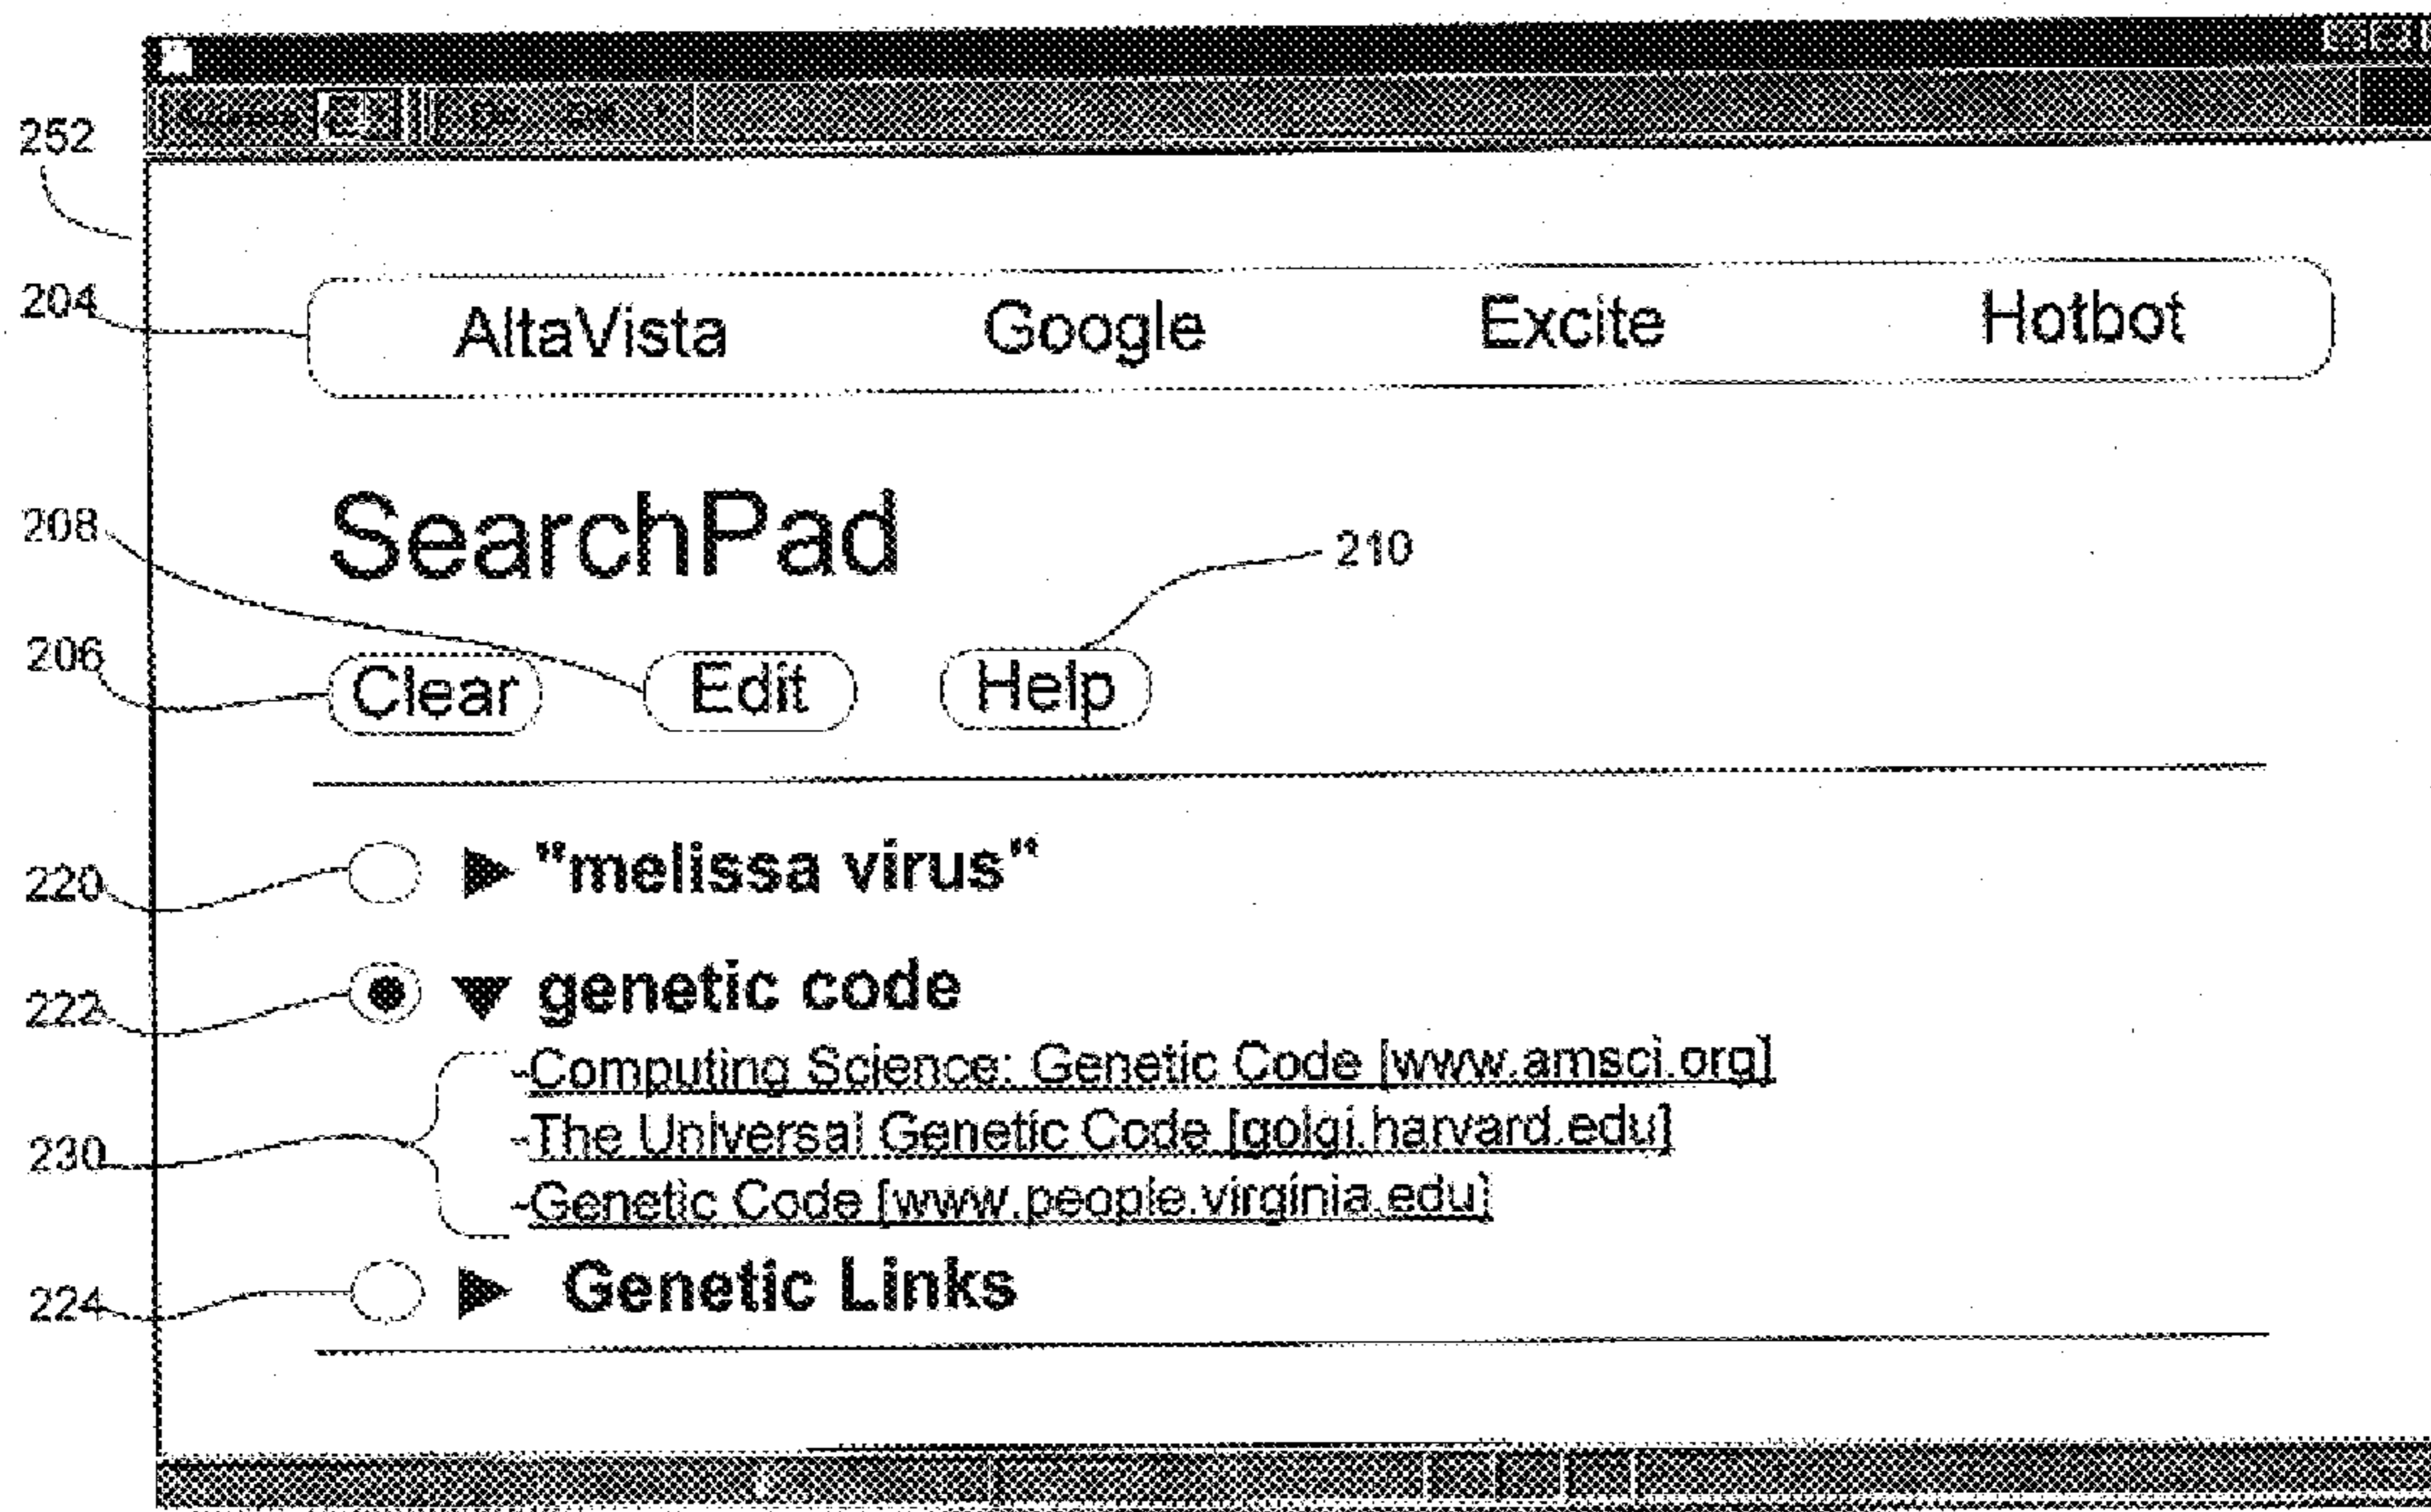 252
204 AltaVista Google Excite Hotbot
208 SearchPad 210
206 Clear Edit Help
220 "melissa virus"
222 genetic code
-Computing Science: Genetic Code [www.amsci.org]
230 -The Universal Genetic Code [golgi.harvard.edu]
-Genetic Code [www.people.virginia.edu]
224 Genetic Links